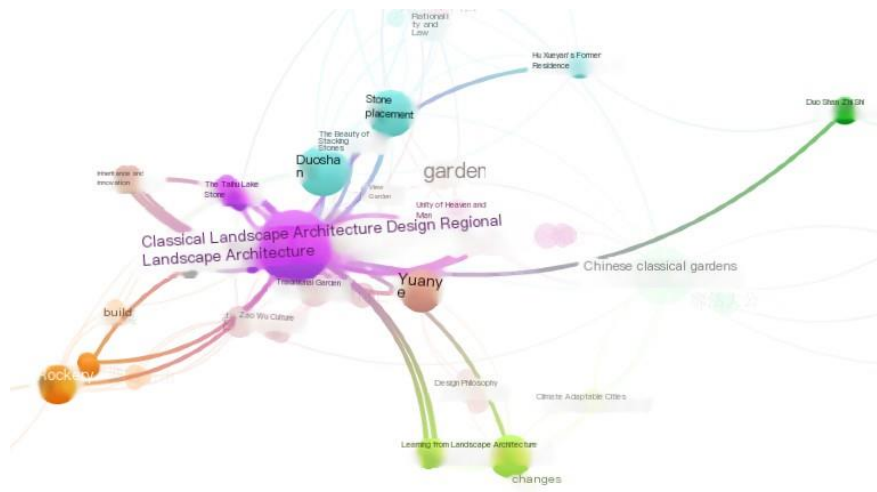 Rationali
ty and
Law
Hu Xueyan's Former
Residence
Stone
placement
Duo Shan Zhi Shi
The Beauty of
Stacking
Stones
Duosha
n
garden
Inheritance and
innovation
The Taihu Lake
Stone
View
Garden
Unity of Heaven and
Man
Classical Landscape Architecture Design Regional
Landscape Architecture
Chinese classical gardens
Yuany
e
Traditional Garden
build
Zao Wu Culture
Rockery
Design Philosophy
Climate Adaptable Cities
Learning from Landscape Architecture
changes